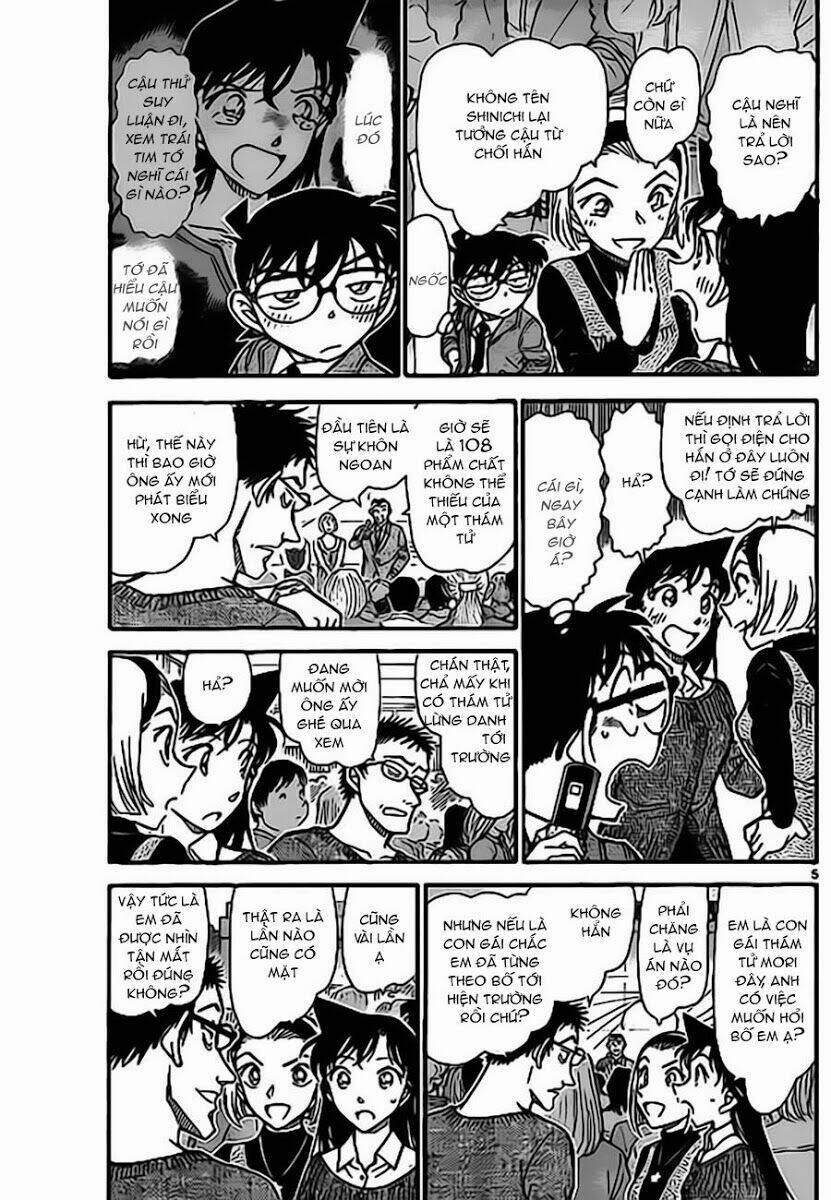 CẬU NGHĨ
LÀ NÊN
TRẢ LỜI
SAO?
CHỨ
CÒN GÌ
NỮA
KHÔNG TÊN
SHINICHI LẠI
TƯỞNG CẬU TỪ
CHỐI HẮN
NGỐC
LÚC
ĐÓ
CẬU THỬ
SUY
LUẬN ĐI,
XEM TRÁI
TIM TỚ
NGHĨ CÁI
GÌ NÀO?
TỚ ĐÃ
HIỂU CẬU
MUỐN
NÓI GÌ
RỒI
NẾU ĐỊNH TRẢ LỜI
THÌ GỌI ĐIỆN CHO
HẮN Ở ĐÂY LUÔN
ĐI! TỚ SẼ ĐÚNG
CẠNH LÀM CHỨNG
HẢ?
CÁI GÌ,
NGAY
BÂY
GIỜ
Á?
GIỜ SẼ
LÀ 108
PHẨM CHẤT
KHÔNG THỂ
THIẾU CỦA
MỘT THÁM
TỬ
ĐẦU TIÊN LÀ
SỰ KHÔN
NGOAN
HỪ, THẾ NÀY
THÌ BAO GIỜ
ÔNG ẤY MỚI
PHÁT BIỂU
XONG
CHÁN THẬT,
CHẢ MẤY KHI
CÓ THÁM TỬ
LỪNG DANH
TỚI
TRƯỜNG
ĐANG
MUỐN MỜI
ÔNG ẤY
GHÉ QUA
XEM
HẢ?
5
EM LÀ CON
GÁI THÁM
TỬ MORI
ĐÂY, ANH
CÓ VIỆC
MUỐN HỎI
BỐ EM Ạ?
PHẢI
CHĂNG
LÀ VỤ
ÁN NÀO
ĐÓ?
KHÔNG
HẲN
NHƯNG NẾU LÀ
CON GÁI CHẮC
EM ĐÃ TỪNG
THEO BỐ TỚI
HIỆN TRƯỜNG
RỒI CHÚ?
CŨNG
VÀI LẦN
Ạ
THẬT RA LÀ
LẦN NÀO
CŨNG CÓ
MẶT
VẬY TỨC LÀ
EM ĐÃ
ĐƯỢC NHÌN
TẬN MẮT
RỒI ĐÚNG
KHÔNG?